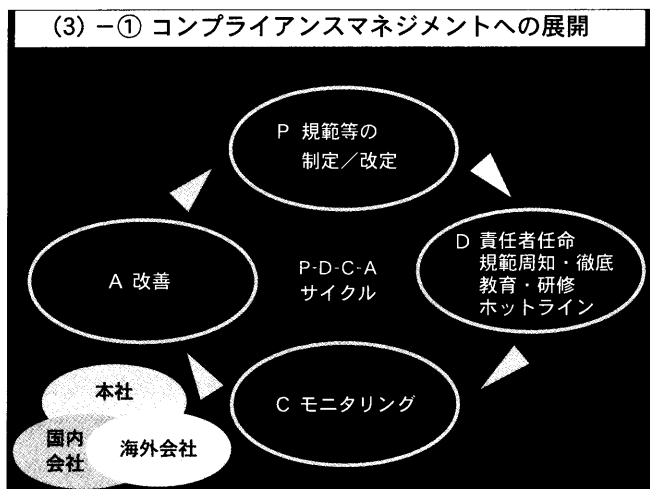 (3) -① コンプライアンスマネジメントへの展開
P 規範等の
制定／改定
D 責任者任命
規範周知・徹底
教育・研修
ホットライン
P-D-C-A
サイクル
A 改善
C モニタリング
本社
国内
会社
海外会社